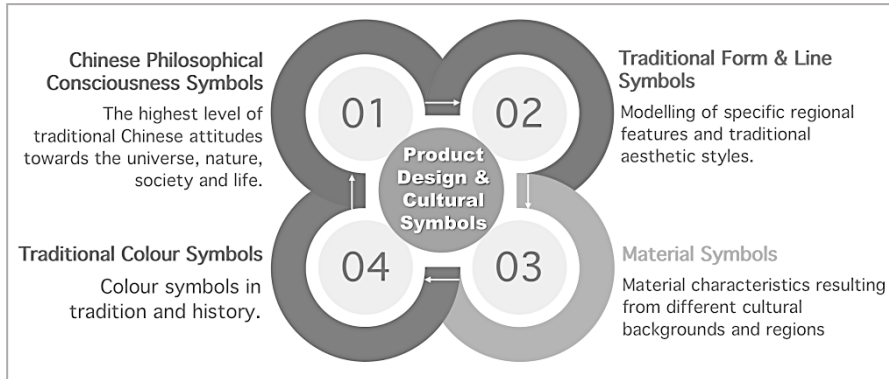 Chinese Philosophical
Consciousness Symbols
The highest level of
traditional Chinese attitudes
towards the universe, nature,
society and life.
01
02
Traditional Form & Line
Symbols
Modelling of specific regional
features and traditional
aesthetic styles.
Product
Design &
Cultural
Symbols
Traditional Colour Symbols
Colour symbols in
tradition and history.
04
03
Material Symbols
Material characteristics resulting
from different cultural
backgrounds and regions